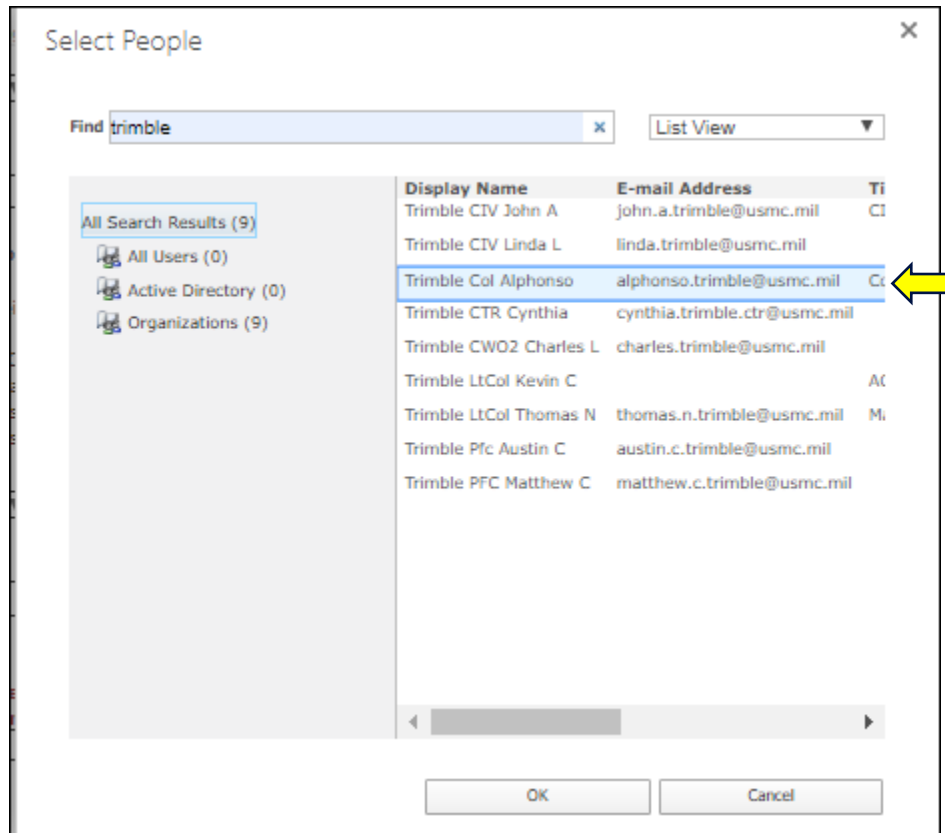 Select People
Find trimble
List View
All Search Results (9)
All Users (0)
Active Directory (0)
Organizations (9)
Display Name E-mail Address Ti
Trimble CIV John A john.a.trimble@usmc.mil CI
Trimble CIV Linda L linda.trimble@usmc.mil
Trimble Col Alphonso alphonso.trimble@usmc.mil Co
Trimble CTR Cynthia cynthia.trimble.ctr@usmc.mil
Trimble CWO2 Charles L charles.trimble@usmc.mil
Trimble LtCol Kevin C
Trimble LtCol Thomas N thomas.n.trimble@usmc.mil
Trimble Pfc Austin C austin.c.trimble@usmc.mil
Trimble PFC Matthew C matthew.c.trimble@usmc.mil
OK Cancel